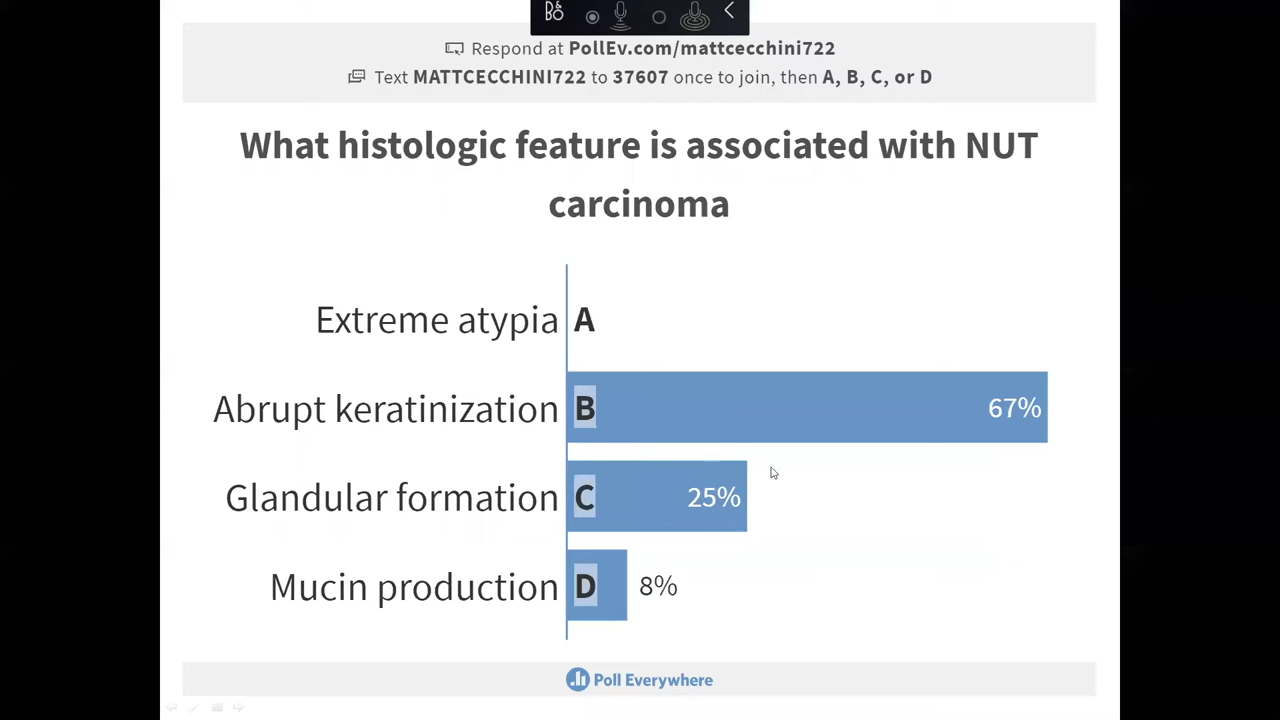 B&O
Respond at PollEv.com/mattcecchini722
Text MATTCECCHINI722 to 37607 once to join, then A, B, C, or D
What histologic feature is associated with NUT
carcinoma
Extreme atypia A
Abrupt keratinization B 67%
Glandular formation C 25%
Mucin production D 8%
Poll Everywhere